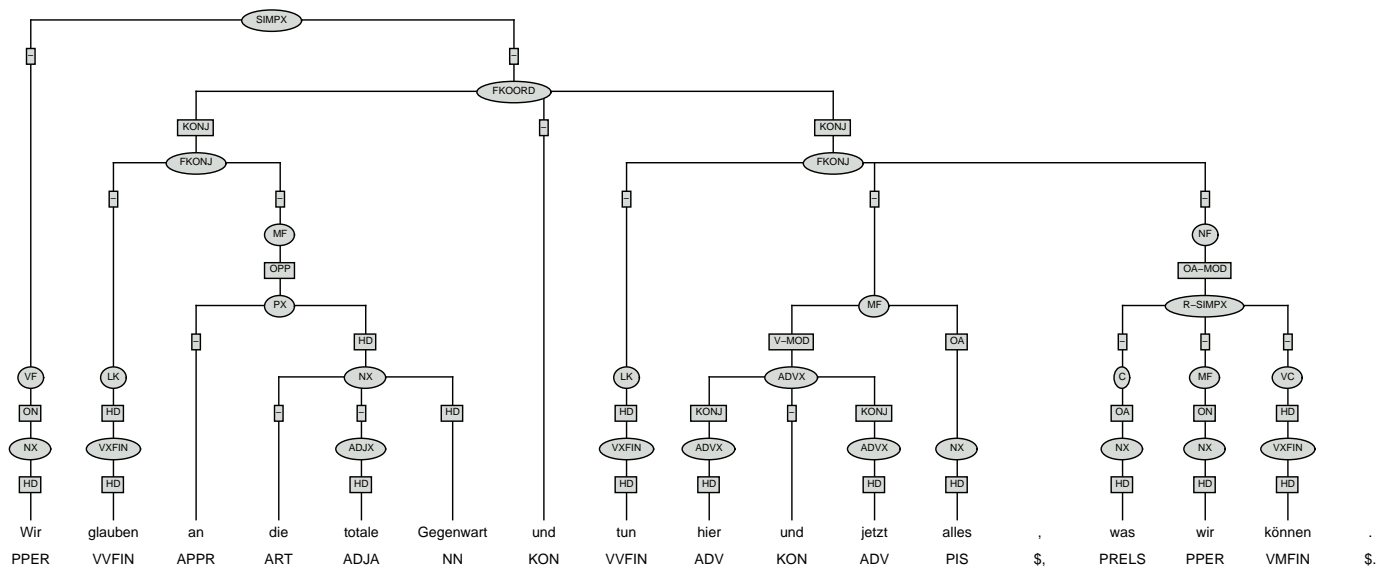 SIMPX
– –
FKOORD
KONJ – KONJ
FKONJ FKONJ
– – – – –
MF NF
OPP OA–MOD
PX MF R–SIMPX
– HD V–MOD OA – – –
VF LK NX LK ADVX C MF VC
ON HD – – HD HD KONJ – KONJ OA ON HD
NX VXFIN ADJX VXFIN ADVX ADVX NX NX NX VXFIN
HD HD HD HD HD HD HD HD HD HD
Wir glauben an die totale Gegenwart und tun hier und jetzt alles , was wir können .
PPER VVFIN APPR ART ADJA NN KON VVFIN ADV KON ADV PIS $, PRELS PPER VMFIN $.